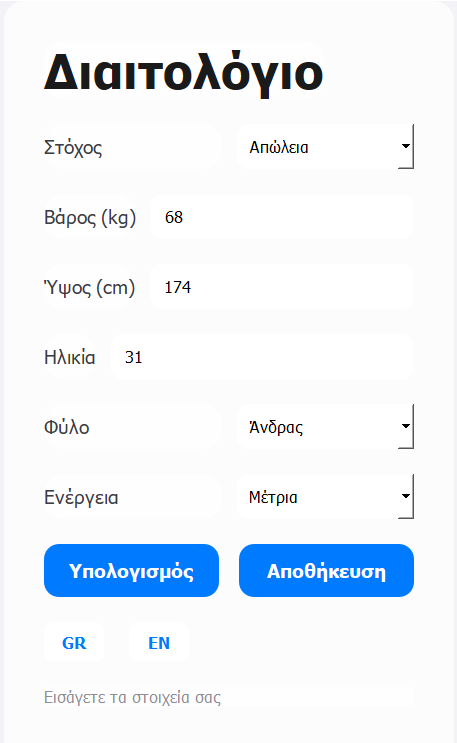 Διαιτολόγιο
Στόχος Απώλεια
Βάρος (kg) 68
Ύψος (cm) 174
Ηλικία 31
Φύλο Άνδρας
Ενέργεια Μέτρια
Υπολογισμός Αποθήκευση
GR EN
Εισάγετε τα στοιχεία σας